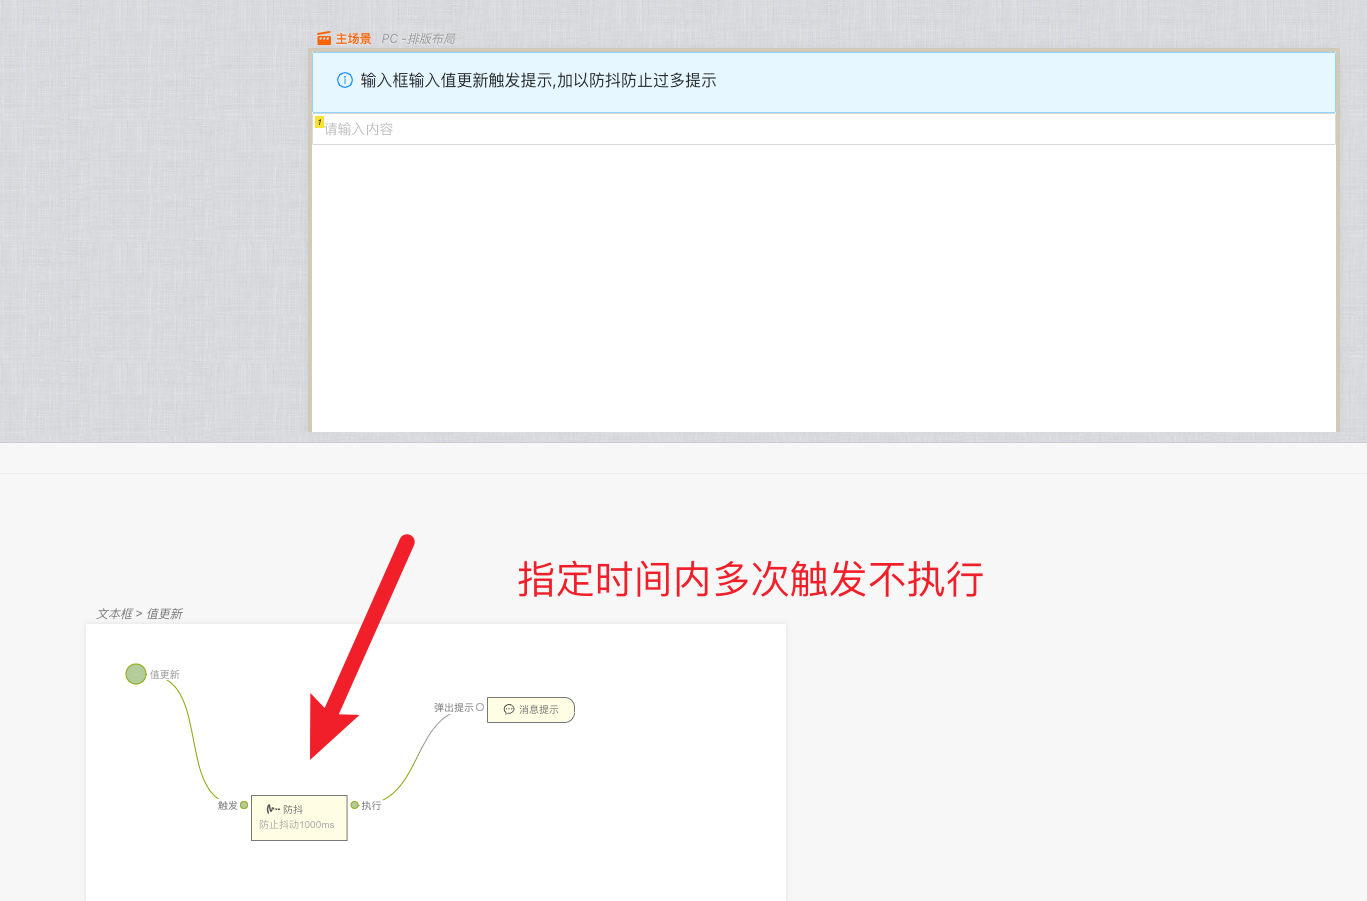 主场景 PC -排版布局
输入框输入值更新触发提示,加以防抖防止过多提示
1
请输入内容
指定时间内多次触发不执行
文本框 > 值更新
值更新
弹出提示
消息提示
触发
防抖
执行
防止抖动1000ms